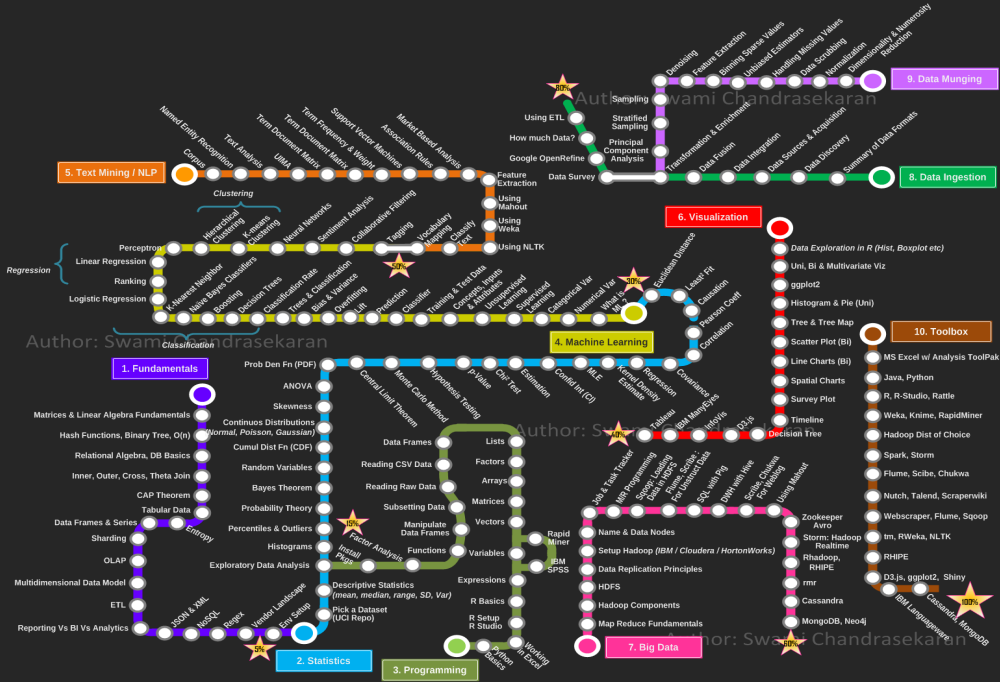 Denoising
Feature Extraction
Binning Sparse Values
Unbiased Estimators
Handling Missing Values
Data Scrubbing
Normalization
Dimensionality & Numerosity
Reduction
9. Data Munging
80%
Author: Swami Chandrasekaran
Sampling
Stratified
Sampling
Principal
Component
Analysis
Using ETL
How much Data?
Google OpenRefine
Data Survey
Transformation & Enrichment
Data Fusion
Data Integration
Data Sources & Acquisition
Data Discovery
Summary of Data Formats
8. Data Ingestion
5. Text Mining / NLP
Corpus
Named Entity Recognition
Text Analysis
UIMA
Term Document Matrix
Term Document Matrix
Term Frequency & Weight
Support Vector Machines
Association Rules
Market Based Analysis
Feature
Extraction
Using
Mahout
Using
Weka
Using NLTK
Classify
Text
Vocabulary
Mapping
Tagging
50%
Collaborative Filtering
Sentiment Analysis
Neural Networks
K-means
Clustering
Hierarchical
Clustering
Clustering
Perceptron
Linear Regression
Ranking
Logistic Regression
Regression
K-Nearest Neighbor
Naive Bayes Classifiers
Boosting
Decision Trees
Classification Rate
Trees & Classification
Bias & Variance
Overfitting
Lift
Prediction
Classifier
Training & Test Data
Concepts, Inputs
& Attributes
Unsupervised
Learning
Supervised
Learning
Categorical Var
Numerical Var
What is
ML?
30%
Classification
4. Machine Learning
Author: Swami Chandrasekaran
Euclidean Distance
Least² Fit
Causation
Pearson Coeff
Correlation
Covariance
Regression
Kernel Density
Estimate
MLE
Confid Int (CI)
Estimation
Chi² Test
p-Value
Hypothesis Testing
Monte Carlo Method
Central Limit Theorem
Prob Den Fn (PDF)
ANOVA
Skewness
Continuos Distributions
(Normal, Poisson, Gaussian)
Cumul Dist Fn (CDF)
Random Variables
Bayes Theorem
Probability Theory
Percentiles & Outliers
Histograms
Exploratory Data Analysis
Descriptive Statistics
(mean, median, range, SD, Var)
Pick a Dataset
(UCI Repo)
2. Statistics
1. Fundamentals
Matrices & Linear Algebra Fundamentals
Hash Functions, Binary Tree, O(n)
Relational Algebra, DB Basics
Inner, Outer, Cross, Theta Join
CAP Theorem
Tabular Data
Entropy
Data Frames & Series
Sharding
OLAP
Multidimensional Data Model
ETL
Reporting Vs BI Vs Analytics
JSON & XML
NoSQL
Regex
Vendor Landscape
Env Setup
5%
15%
Install
Pkgs
Factor Analysis
Functions
Manipulate
Data Frames
Subsetting Data
Reading Raw Data
Reading CSV Data
Data Frames
Lists
Factors
Arrays
Matrices
Vectors
Variables
Rapid
Miner
IBM
SPSS
Expressions
R Basics
R Setup
R Studio
Working
in Excel
Python
Basics
3. Programming
6. Visualization
Data Exploration in R (Hist, Boxplot etc)
Uni, Bi & Multivariate Viz
ggplot2
Histogram & Pie (Uni)
Tree & Tree Map
Scatter Plot (Bi)
Line Charts (Bi)
Spatial Charts
Survey Plot
Timeline
Decision Tree
D3.js
InfoVis
IBM ManyEyes
Tableau
40%
Author: Swami Chandrasekaran
Job & Task Tracker
M/R Programming
Sqoop: Loading
Data in HDFS
Flume, Scribe :
For Unstruct Data
SQL with Pig
DWH with Hive
Scribe, Chukwa
For Weblog
Using Mahout
Name & Data Nodes
Setup Hadoop (IBM / Cloudera / HortonWorks)
Data Replication Principles
HDFS
Hadoop Components
Map Reduce Fundamentals
7. Big Data
Zookeeper
Avro
Storm: Hadoop
Realtime
Rhadoop,
RHIPE
rmr
Cassandra
MongoDB, Neo4j
60%
Author: Swami Chandrasekaran
10. Toolbox
MS Excel w/ Analysis ToolPak
Java, Python
R, R-Studio, Rattle
Weka, Knime, RapidMiner
Hadoop Dist of Choice
Spark, Storm
Flume, Scibe, Chukwa
Nutch, Talend, Scraperwiki
Webscraper, Flume, Sqoop
tm, RWeka, NLTK
RHIPE
D3.js, ggplot2, Shiny
IBM Languageware
Cassandra, MongoDB
100%